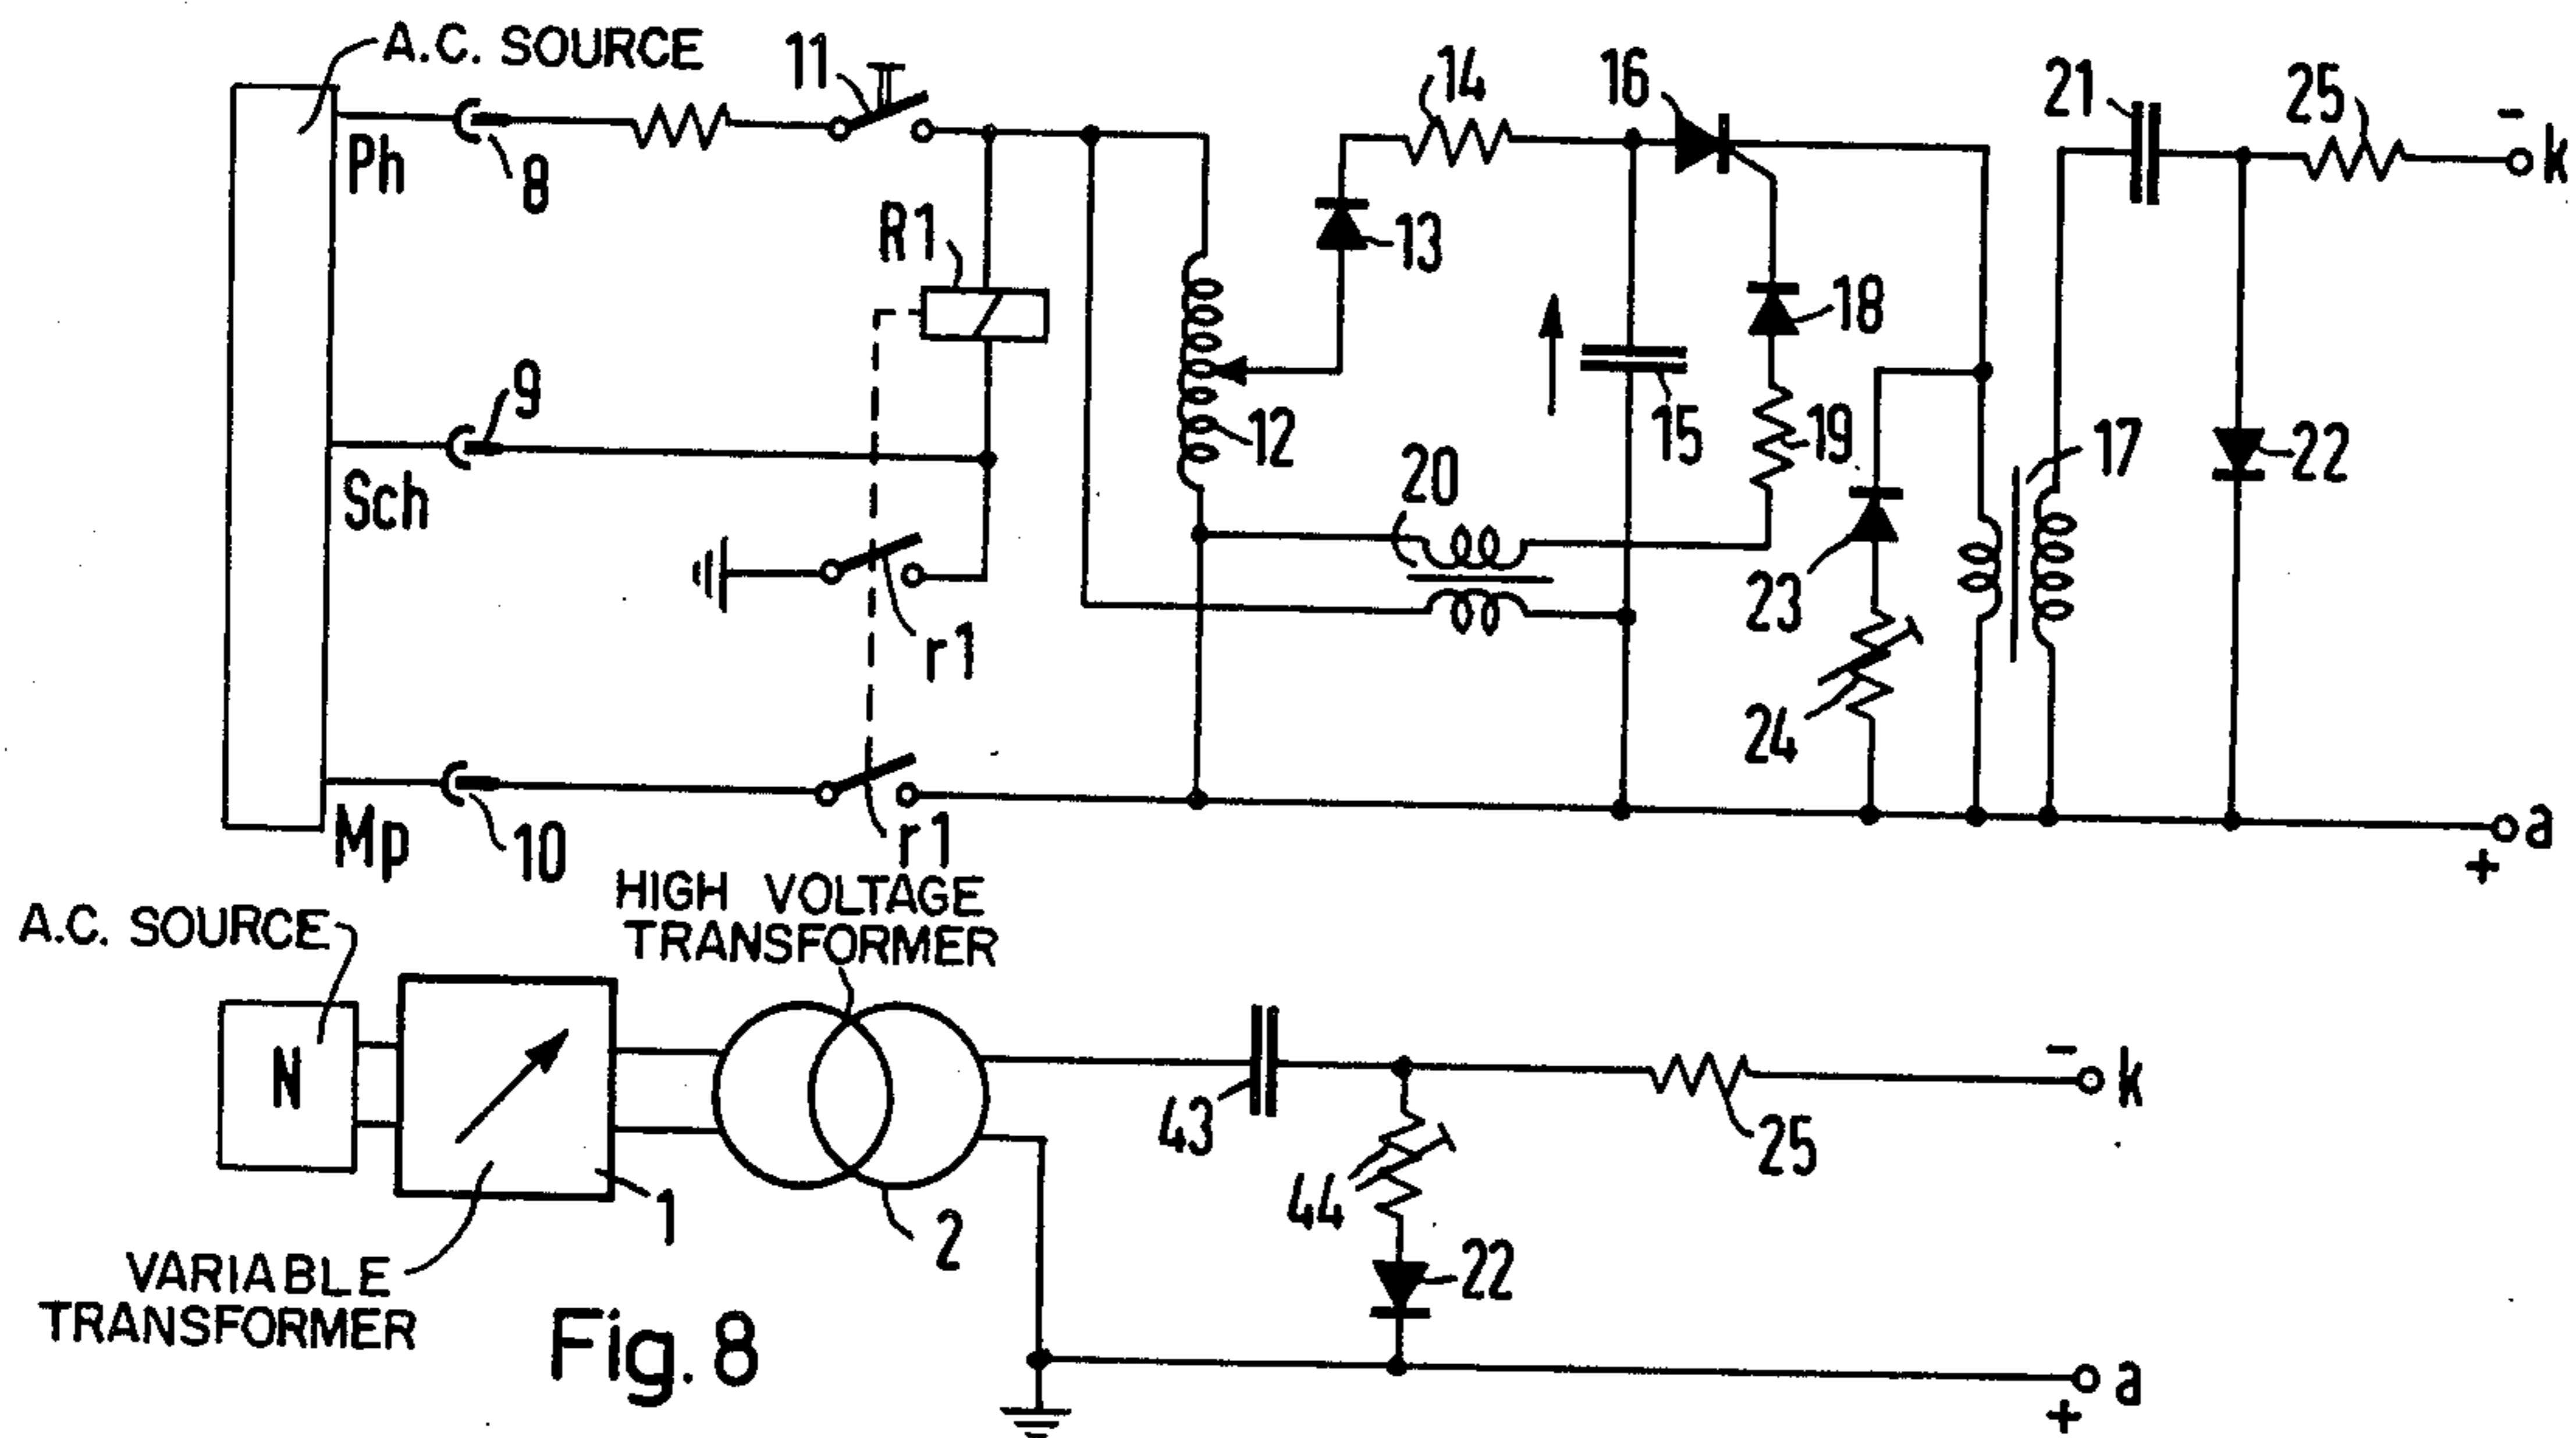 A.C. SOURCE
11
14
16
21
25
-
k
Ph
8
R1
13
18
9
12
15
19
17
22
Sch
20
23
r1
24
Mp
10
r1
a
+
A.C. SOURCE
HIGH VOLTAGE
TRANSFORMER
N
-
k
43
25
1
2
44
VARIABLE
TRANSFORMER
22
Fig. 8
a
+